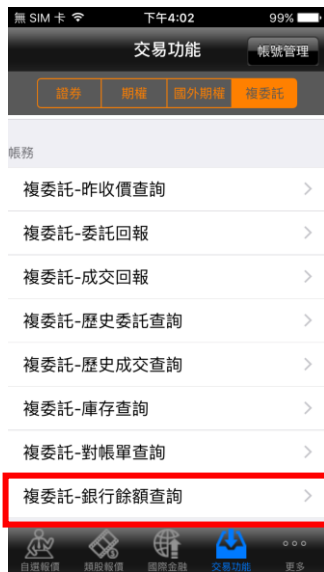 無 SIM 卡 下午4:02 99%
交易功能 帳號管理
證券 期權 國外期權 複委託
帳務
複委託-昨收價查詢
複委託-委託回報
複委託-成交回報
複委託-歷史委託查詢
複委託-歷史成交查詢
複委託-庫存查詢
複委託-對帳單查詢
複委託-銀行餘額查詢
自選報價 類股報價 國際金融 交易功能 更多